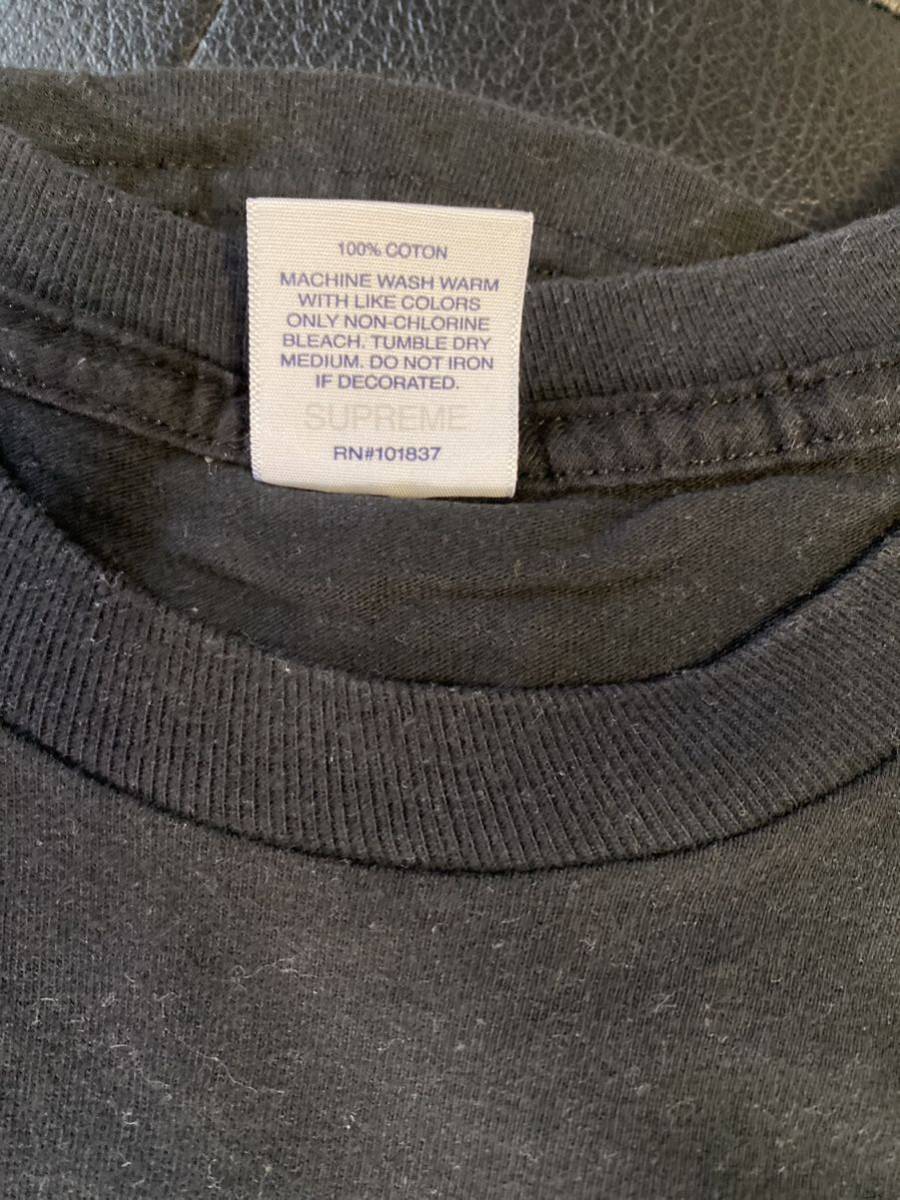 100% COTON
MACHINE WASH WARM
WITH LIKE COLORS
ONLY NON-CHLORINE
BLEACH. TUMBLE DRY
MEDIUM. DO NOT IRON
IF DECORATED.
SUPREME
RN#101837